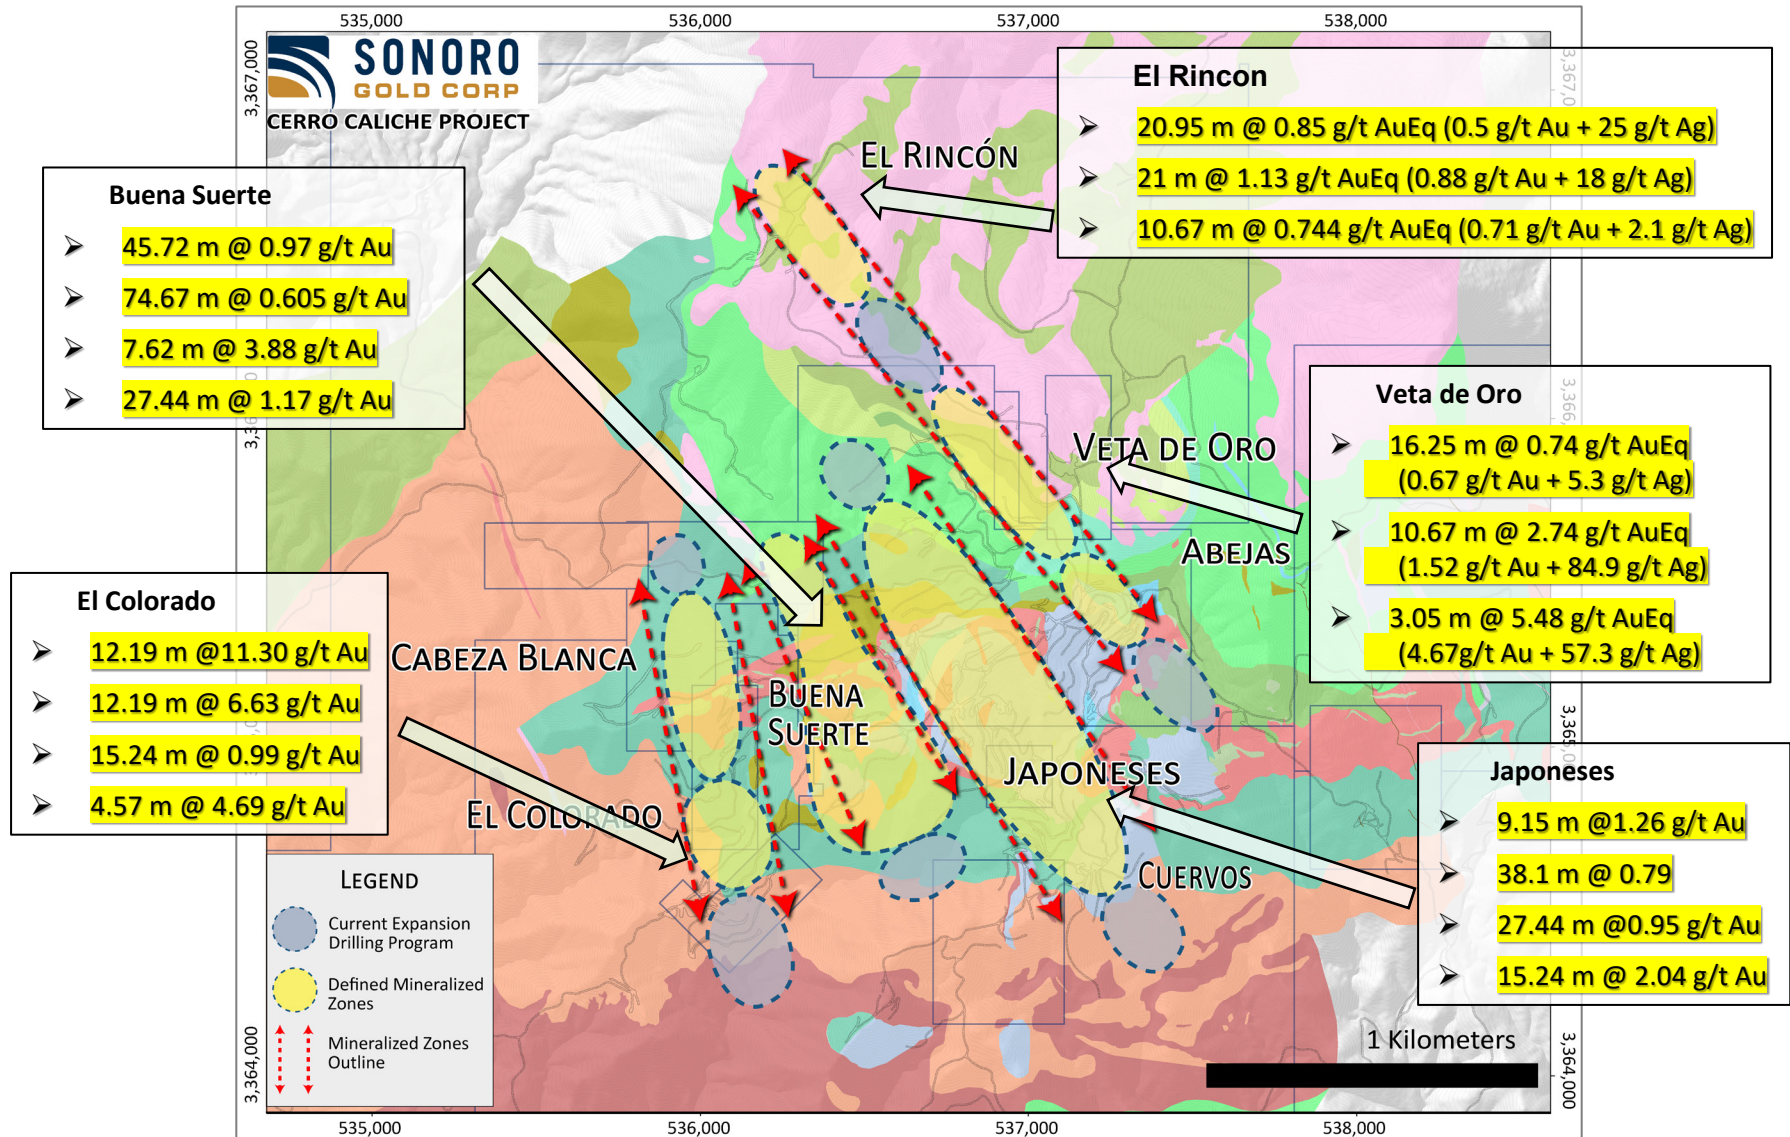 535,000
536,000
537,000
538,000
3,367,000
SONORO
GOLD CORP
CERRO CALICHE PROJECT
El Rincon
➢ 20.95 m @ 0.85 g/t AuEq (0.5 g/t Au + 25 g/t Ag)
➢ 21 m @ 1.13 g/t AuEq (0.88 g/t Au + 18 g/t Ag)
➢ 10.67 m @ 0.744 g/t AuEq (0.71 g/t Au + 2.1 g/t Ag)
EL RINCÓN
Buena Suerte
➢ 45.72 m @ 0.97 g/t Au
➢ 74.67 m @ 0.605 g/t Au
➢ 7.62 m @ 3.88 g/t Au
➢ 27.44 m @ 1.17 g/t Au
Veta de Oro
➢ 16.25 m @ 0.74 g/t AuEq
(0.67 g/t Au + 5.3 g/t Ag)
➢ 10.67 m @ 2.74 g/t AuEq
(1.52 g/t Au + 84.9 g/t Ag)
➢ 3.05 m @ 5.48 g/t AuEq
(4.67g/t Au + 57.3 g/t Ag)
VETA DE ORO
ABEJAS
El Colorado
➢ 12.19 m @11.30 g/t Au
➢ 12.19 m @ 6.63 g/t Au
➢ 15.24 m @ 0.99 g/t Au
➢ 4.57 m @ 4.69 g/t Au
CABEZA BLANCA
BUENA
SUERTE
JAPONESES
EL COLORADO
CUERVOS
Japoneses
➢ 9.15 m @1.26 g/t Au
➢ 38.1 m @ 0.79
➢ 27.44 m @0.95 g/t Au
➢ 15.24 m @ 2.04 g/t Au
LEGEND
Current Expansion
Drilling Program
Defined Mineralized
Zones
Mineralized Zones
Outline
1 Kilometers
3,364,000
3,364,000
535,000
536,000
537,000
538,000